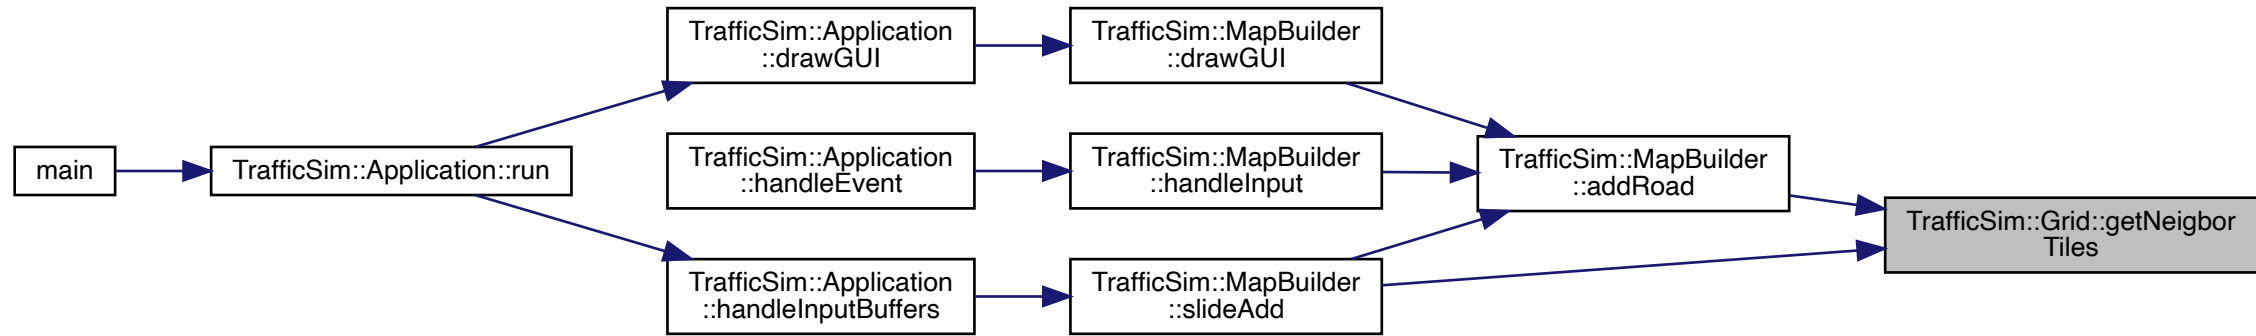 main
TrafficSim::Application::run
TrafficSim::Application
::drawGUI
TrafficSim::Application
::handleEvent
TrafficSim::Application
::handleInputBuffers
TrafficSim::MapBuilder
::drawGUI
TrafficSim::MapBuilder
::handleInput
TrafficSim::MapBuilder
::slideAdd
TrafficSim::MapBuilder
::addRoad
TrafficSim::Grid::getNeigbor
Tiles